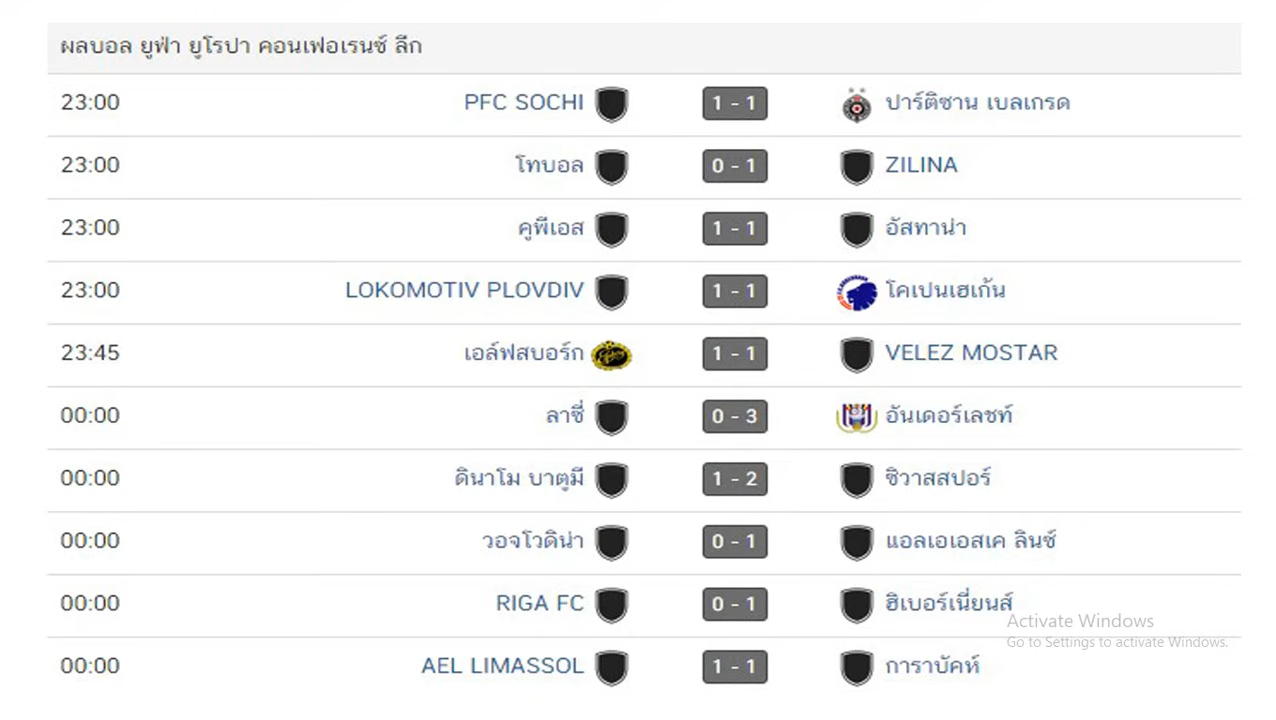 ผลบอล ยูฟ่า ยูโรปา คอนเฟอเรนซ์ ลีก
23:00 PFC SOCHI 1 - 1 ปาร์ติซาน เบลเกรด
23:00 โทบอล 0 - 1 ZILINA
23:00 คูพีเอส 1 - 1 อัสทาน่า
23:00 LOKOMOTIV PLOVDIV 1 - 1 โคเปนเฮเก้น
23:45 เอล์ฟสบอร์ก 1 - 1 VELEZ MOSTAR
00:00 ลาซี่ 0 - 3 อันเดอร์เลชท์
00:00 ดินาโม บาตูมี 1 - 2 ซิวาสสปอร์
00:00 วอจโวดิน่า 0 - 1 แอลเอเอสเค ลินซ์
00:00 RIGA FC 0 - 1 ฮิเบอร์เนี่ยนส์
Activate Windows
Go to Settings to activate Windows.
00:00 AEL LIMASSOL 1 - 1 การาบัคห์